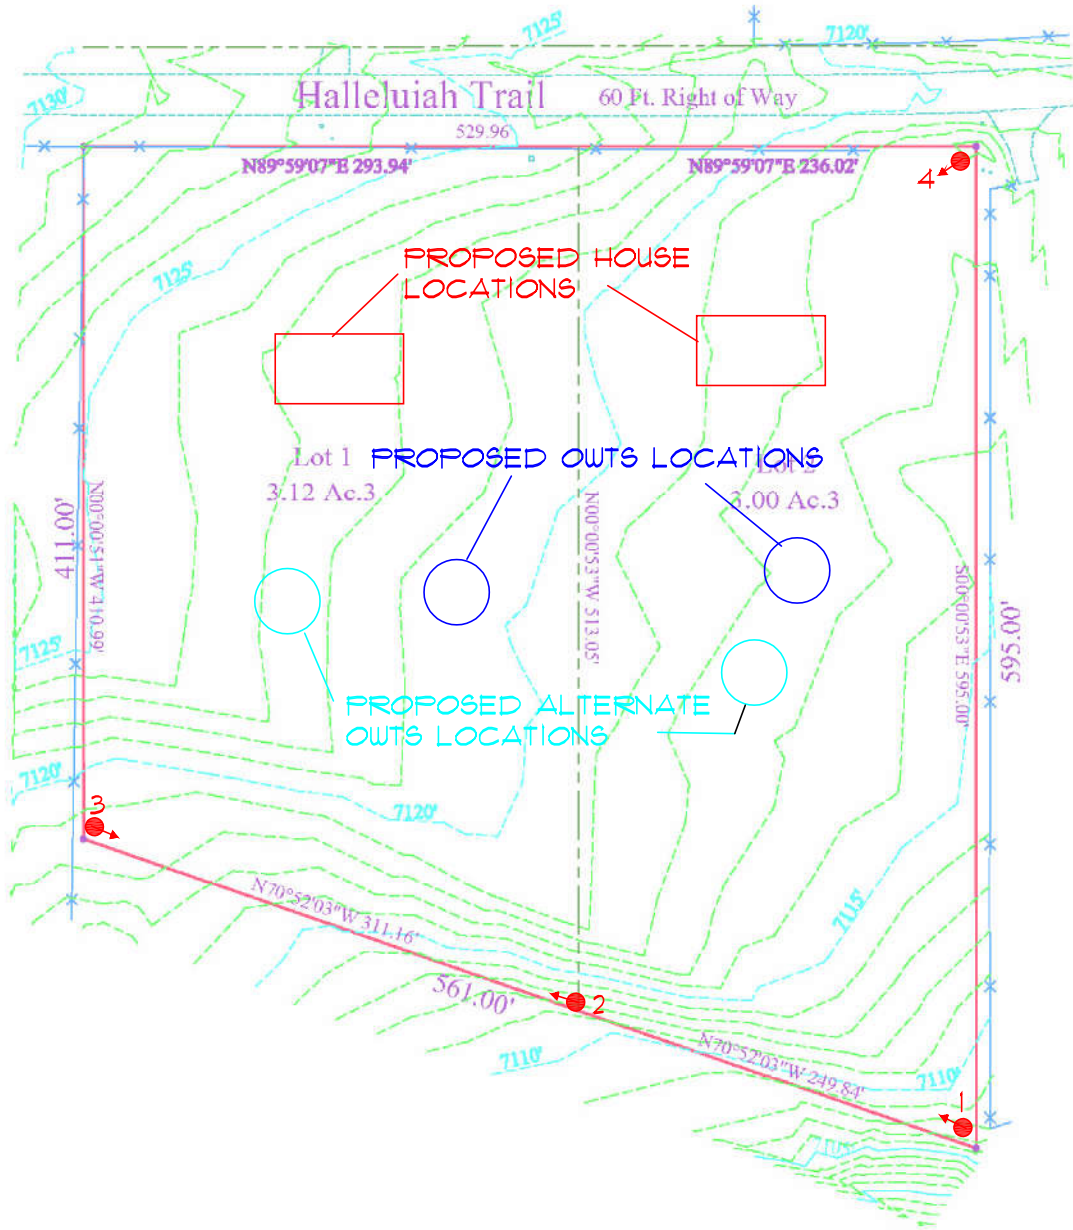 7125'
7120'
7130'
Halleluiah Trail 60 Ft. Right of Way
529.96'
N89°59'07"E 293.94'
N89°59'07"E 236.02'
4
PROPOSED HOUSE
LOCATIONS
7125'
Lot 1
3.12 Ac.3
PROPOSED OWTS LOCATIONS
3.00 Ac.3
411.00'
N00°00'51"W 410.99'
N00°00'53"W 513.05'
S00°00'53"E 595.00'
595.00'
7125'
PROPOSED ALTERNATE
OWTS LOCATIONS
7120'
3
7120'
N70°52'03"W 311.16'
7115'
561.00'
2
7110'
N70°52'03"W 249.84'
7110'
1